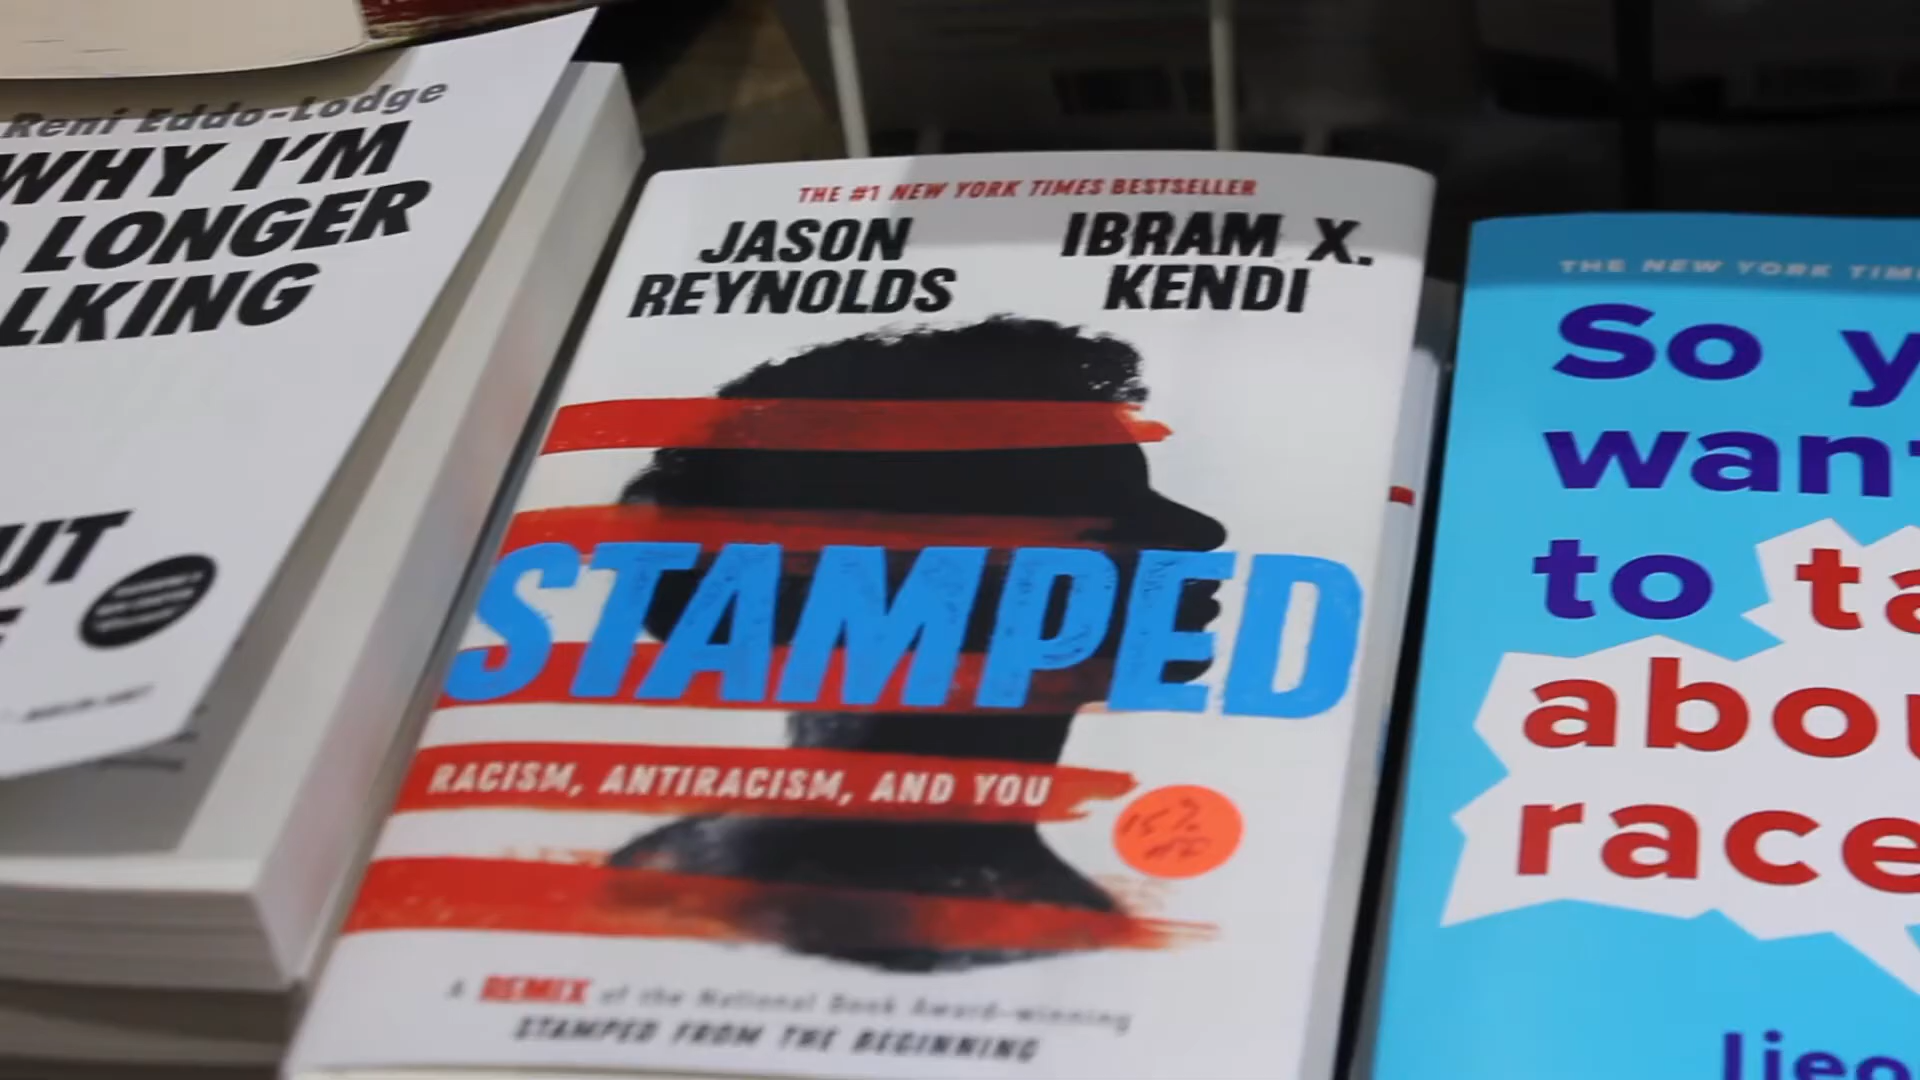 Reni Eddo-Lodge
WHY I'M
LONGER
LKING
UT
THE #1 NEW YORK TIMES BESTSELLER
JASON
REYNOLDS
IBRAM X.
KENDI
STAMPED
RACISM, ANTIRACISM, AND YOU
A REMIX of the National Book Award-winning
STAMPED FROM THE BEGINNING
THE NEW YORK TIM
So y
want
to ta
abou
race
Ijeo